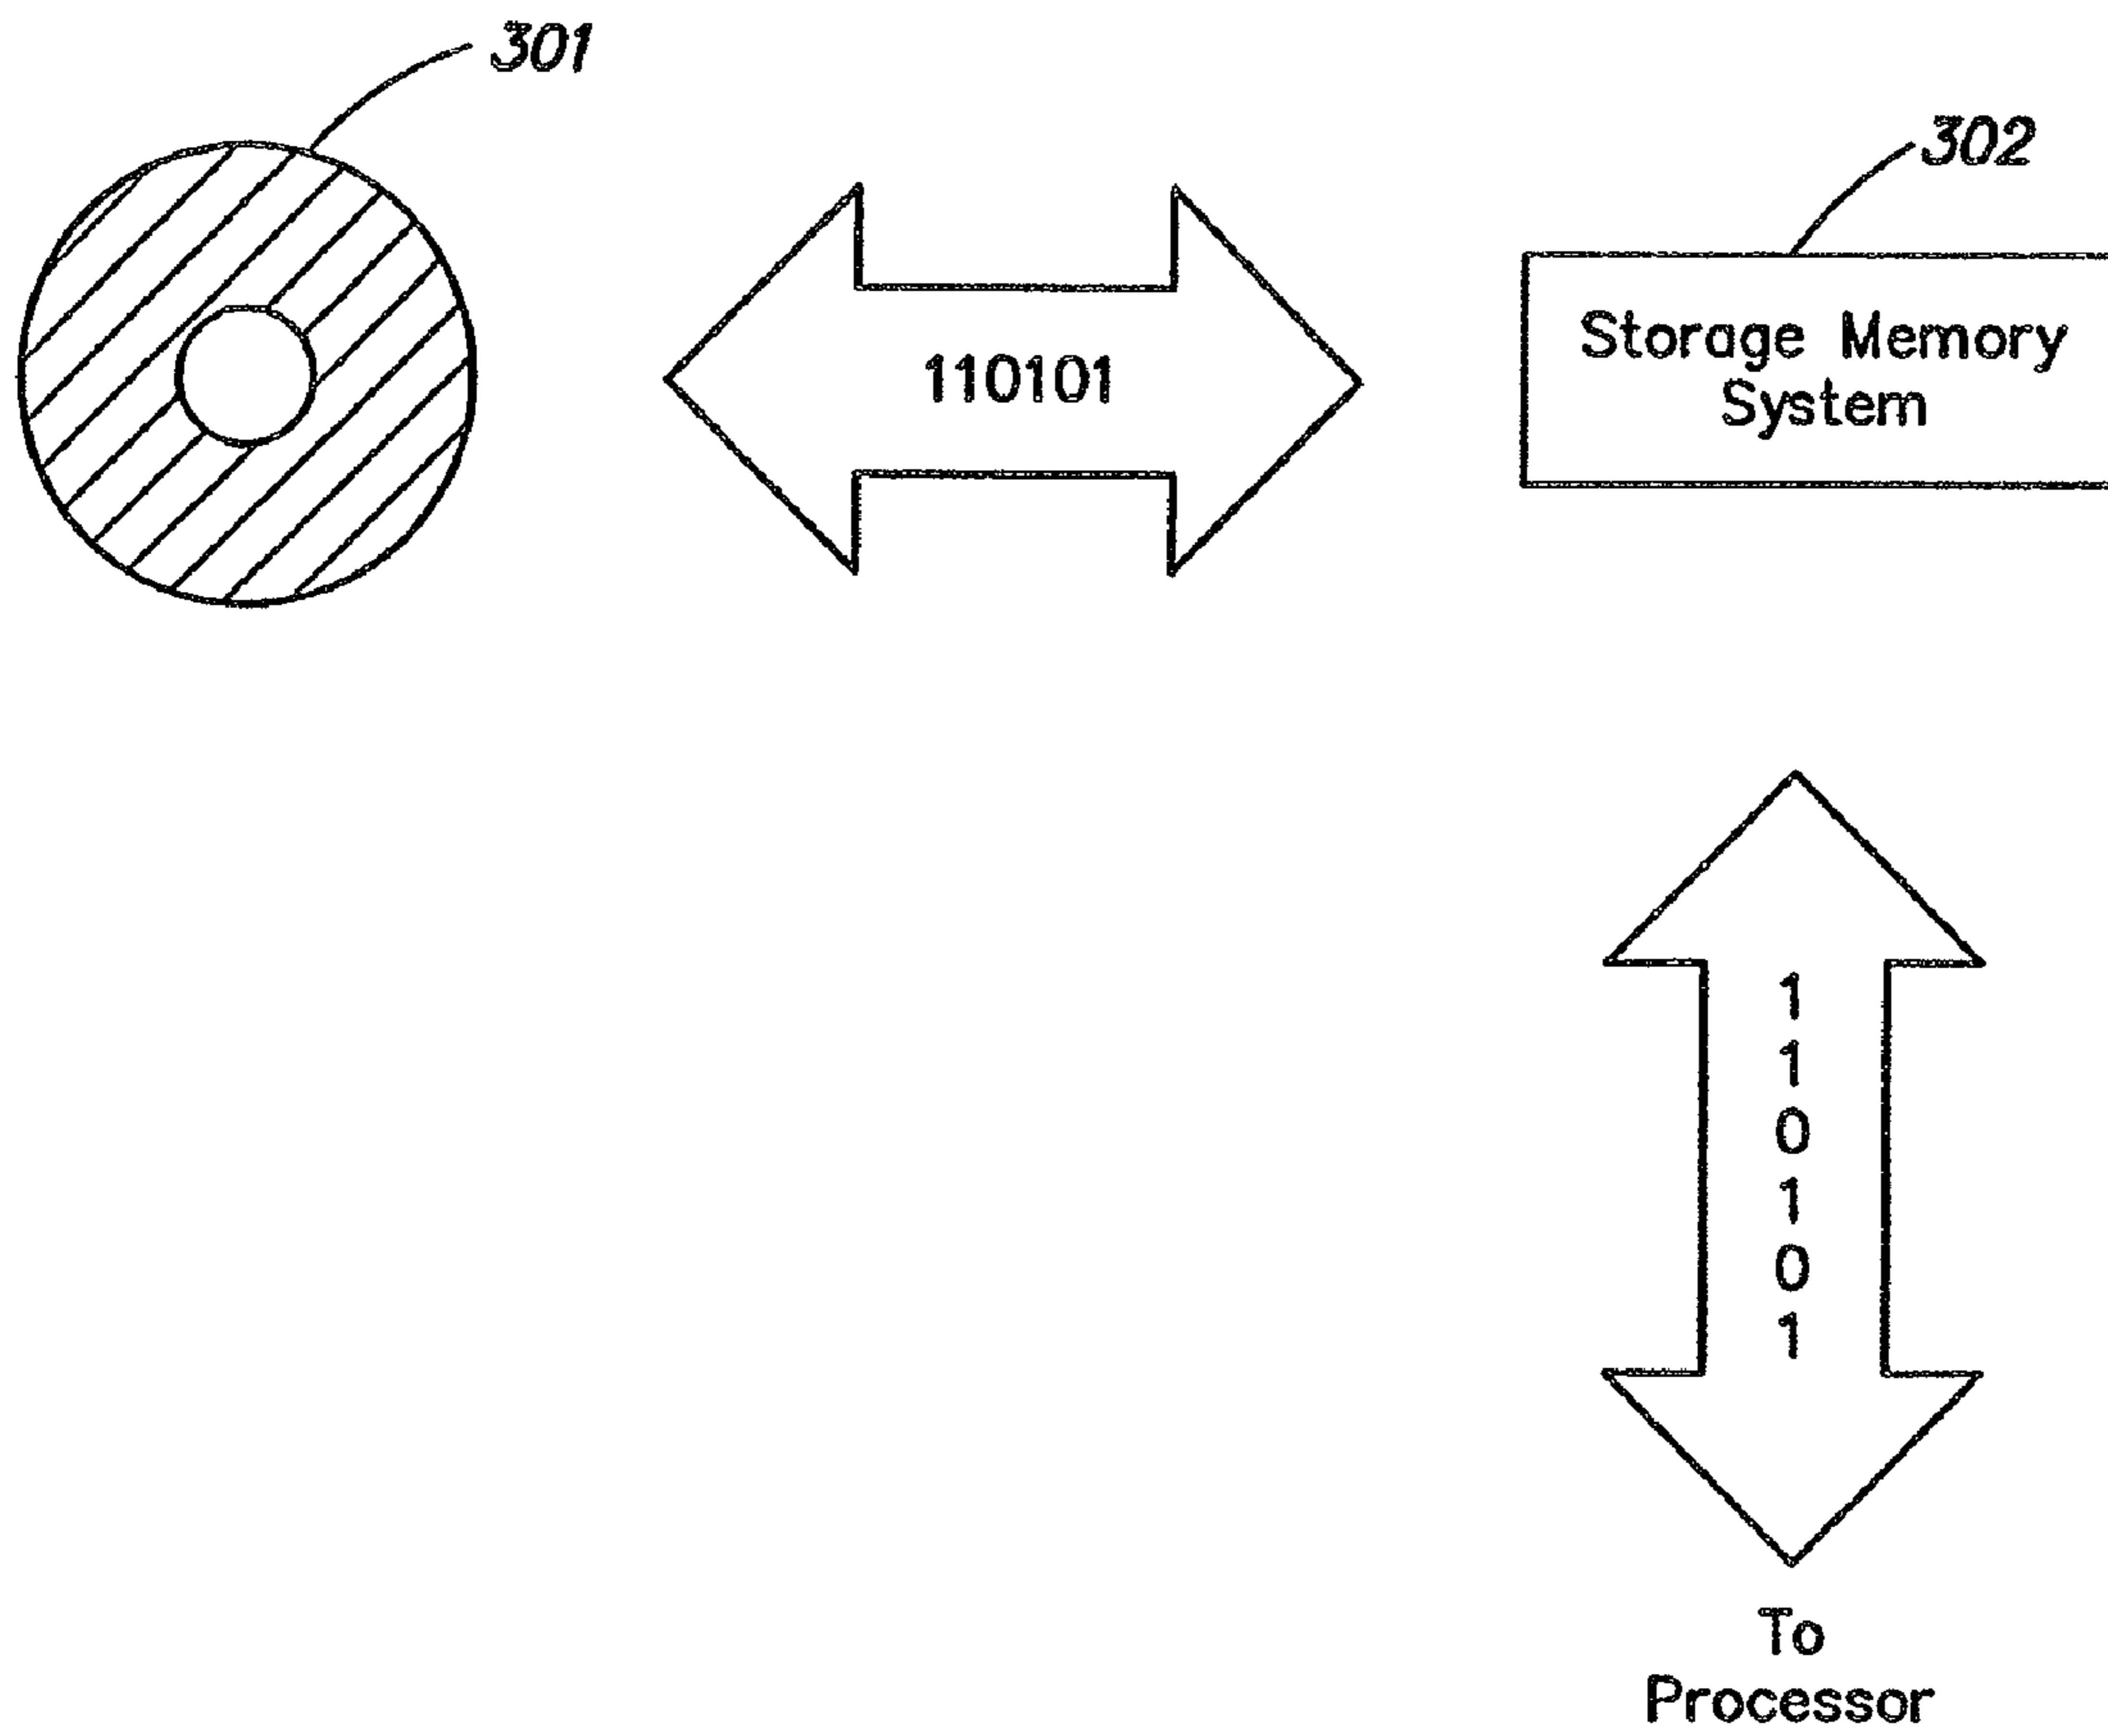 301
302
110101
Storage Memory
System
1
1
0
1
0
1
To
Processor